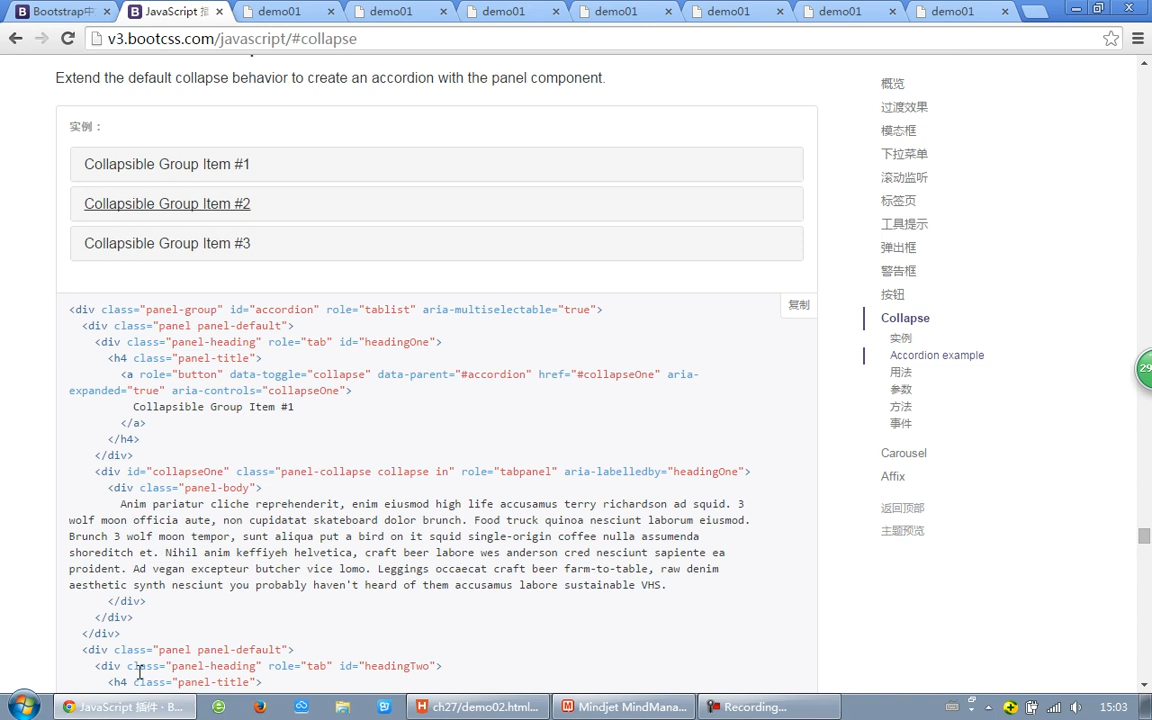 Bootstrap中
JavaScript 插
demo01
demo01
demo01
demo01
demo01
demo01
demo01
v3.bootcss.com/javascript/#collapse
Extend the default collapse behavior to create an accordion with the panel component.
实例：
Collapsible Group Item #1
Collapsible Group Item #2
Collapsible Group Item #3
复制
<div class="panel-group" id="accordion" role="tablist" aria-multiselectable="true">
<div class="panel panel-default">
<div class="panel-heading" role="tab" id="headingOne">
<h4 class="panel-title">
<a role="button" data-toggle="collapse" data-parent="#accordion" href="#collapseOne" aria-
expanded="true" aria-controls="collapseOne">
Collapsible Group Item #1
</a>
</h4>
</div>
<div id="collapseOne" class="panel-collapse collapse in" role="tabpanel" aria-labelledby="headingOne">
<div class="panel-body">
Anim pariatur cliche reprehenderit, enim eiusmod high life accusamus terry richardson ad squid. 3
wolf moon officia aute, non cupidatat skateboard dolor brunch. Food truck quinoa nesciunt laborum eiusmod.
Brunch 3 wolf moon tempor, sunt aliqua put a bird on it squid single-origin coffee nulla assumenda
shoreditch et. Nihil anim keffiyeh helvetica, craft beer labore wes anderson cred nesciunt sapiente ea
proident. Ad vegan excepteur butcher vice lomo. Leggings occaecat craft beer farm-to-table, raw denim
aesthetic synth nesciunt you probably haven't heard of them accusamus labore sustainable VHS.
</div>
</div>
</div>
<div class="panel panel-default">
<div class="panel-heading" role="tab" id="headingTwo">
<h4 class="panel-title">
概览
过渡效果
模态框
下拉菜单
滚动监听
标签页
工具提示
弹出框
警告框
按钮
Collapse
实例
Accordion example
用法
参数
方法
事件
Carousel
Affix
返回顶部
主题预览
29
JavaScript 插件 · B...
ch27/demo02.html...
Mindjet MindMana...
Recording...
15:03